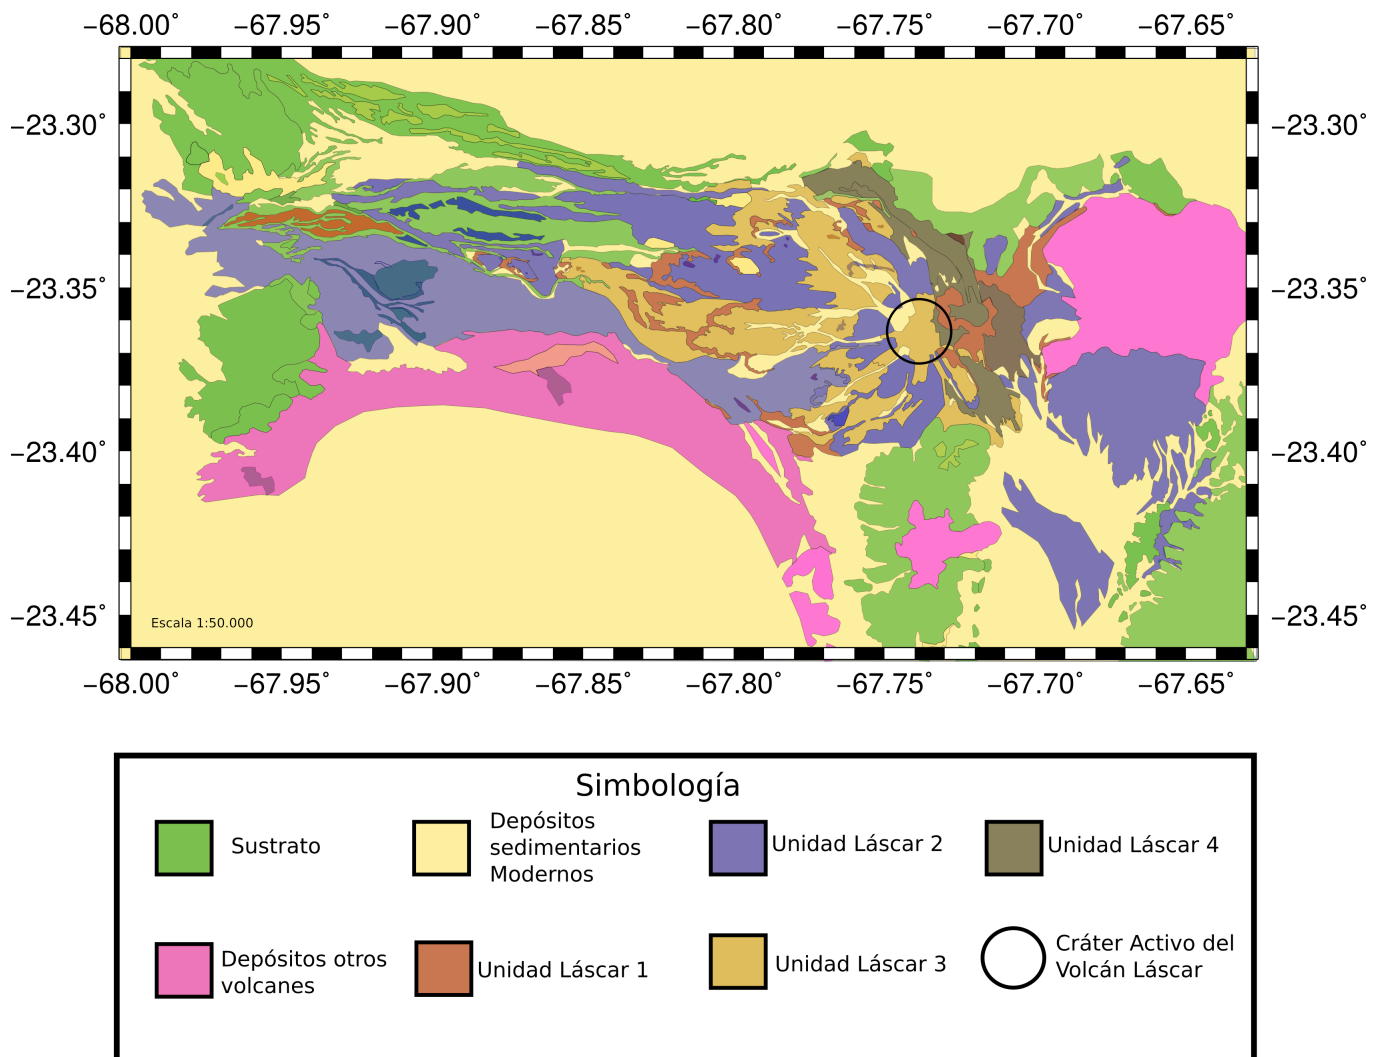 −68.00˚ −67.95˚ −67.90˚ −67.85˚ −67.80˚ −67.75˚ −67.70˚ −67.65˚
−23.30˚ −23.30˚
−23.35˚ −23.35˚
−23.40˚ −23.40˚
−23.45˚ −23.45˚
Escala 1:50.000
−68.00˚ −67.95˚ −67.90˚ −67.85˚ −67.80˚ −67.75˚ −67.70˚ −67.65˚
Simbología
Sustrato
Depósitos
sedimentarios
Modernos
Unidad Láscar 2
Unidad Láscar 4
Depósitos otros
volcanes
Unidad Láscar 1
Unidad Láscar 3
Cráter Activo del
Volcán Láscar